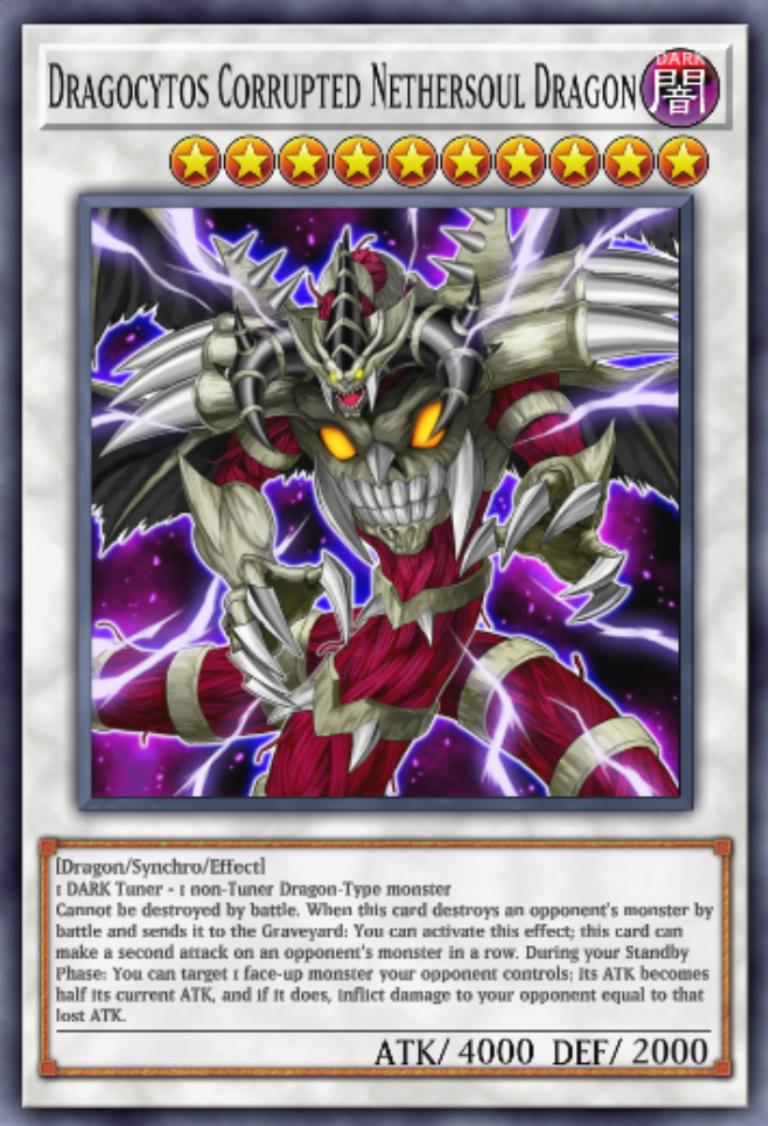 DRAGOCYTOS CORRUPTED NETHERSOUL DRAGON
DARK
闇
[Dragon/Synchro/Effect]
1 DARK Tuner - 1 non-Tuner Dragon-Type monster
Cannot be destroyed by battle. When this card destroys an opponent's monster by
battle and sends it to the Graveyard: You can activate this effect; this card can
make a second attack on an opponent's monster in a row. During your Standby
Phase: You can target 1 face-up monster your opponent controls; its ATK becomes
half its current ATK, and if it does, inflict damage to your opponent equal to that
lost ATK.
ATK/ 4000 DEF/ 2000